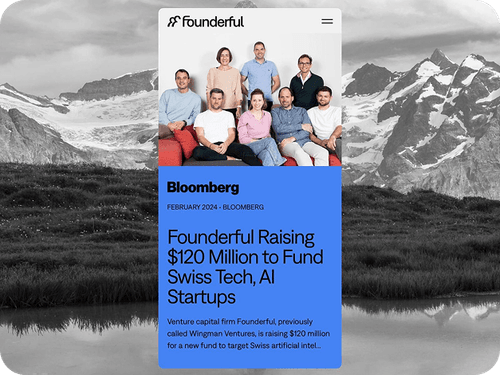 Founderful
Bloomberg
FEBRUARY 2024 - BLOOMBERG
Founderful Raising
$120 Million to Fund
Swiss Tech, AI
Startups
Venture capital firm Founderful, previously
called Wingman Ventures, is raising $120 million
for a new fund to target Swiss artificial intel...